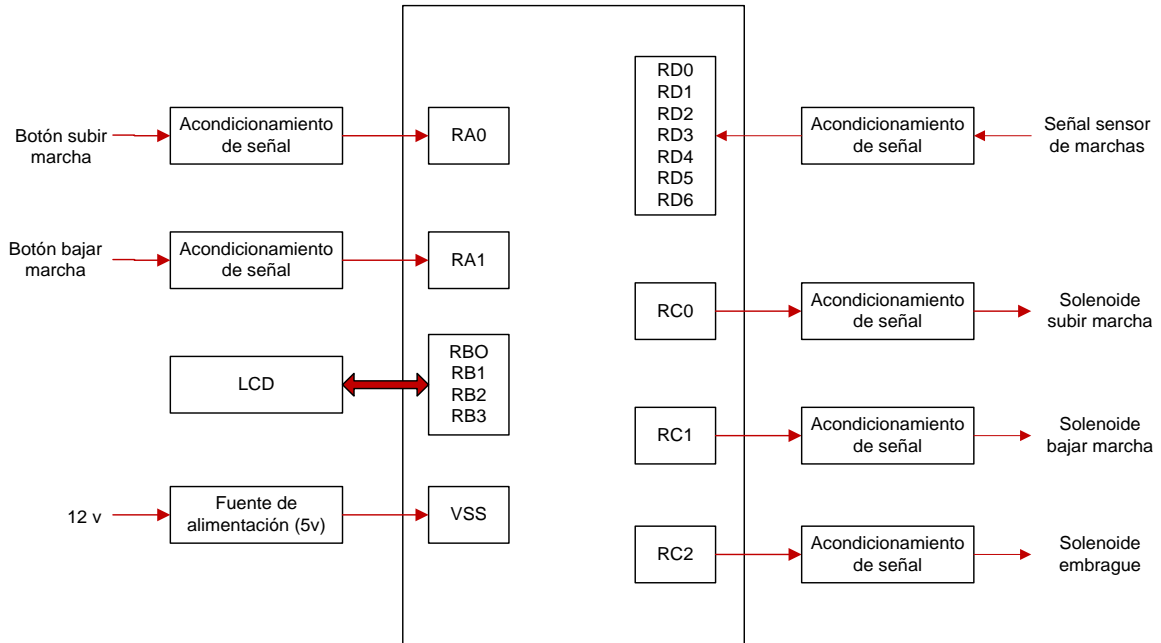 Botón subir
marcha
Acondicionamiento
de señal
RA0
Botón bajar
marcha
Acondicionamiento
de señal
RA1
LCD
RBO
RB1
RB2
RB3
12 v
Fuente de
alimentación (5v)
VSS
RD0
RD1
RD2
RD3
RD4
RD5
RD6
Acondicionamiento
de señal
Señal sensor
de marchas
RC0
Acondicionamiento
de señal
Solenoide
subir marcha
RC1
Acondicionamiento
de señal
Solenoide
bajar marcha
RC2
Acondicionamiento
de señal
Solenoide
embrague